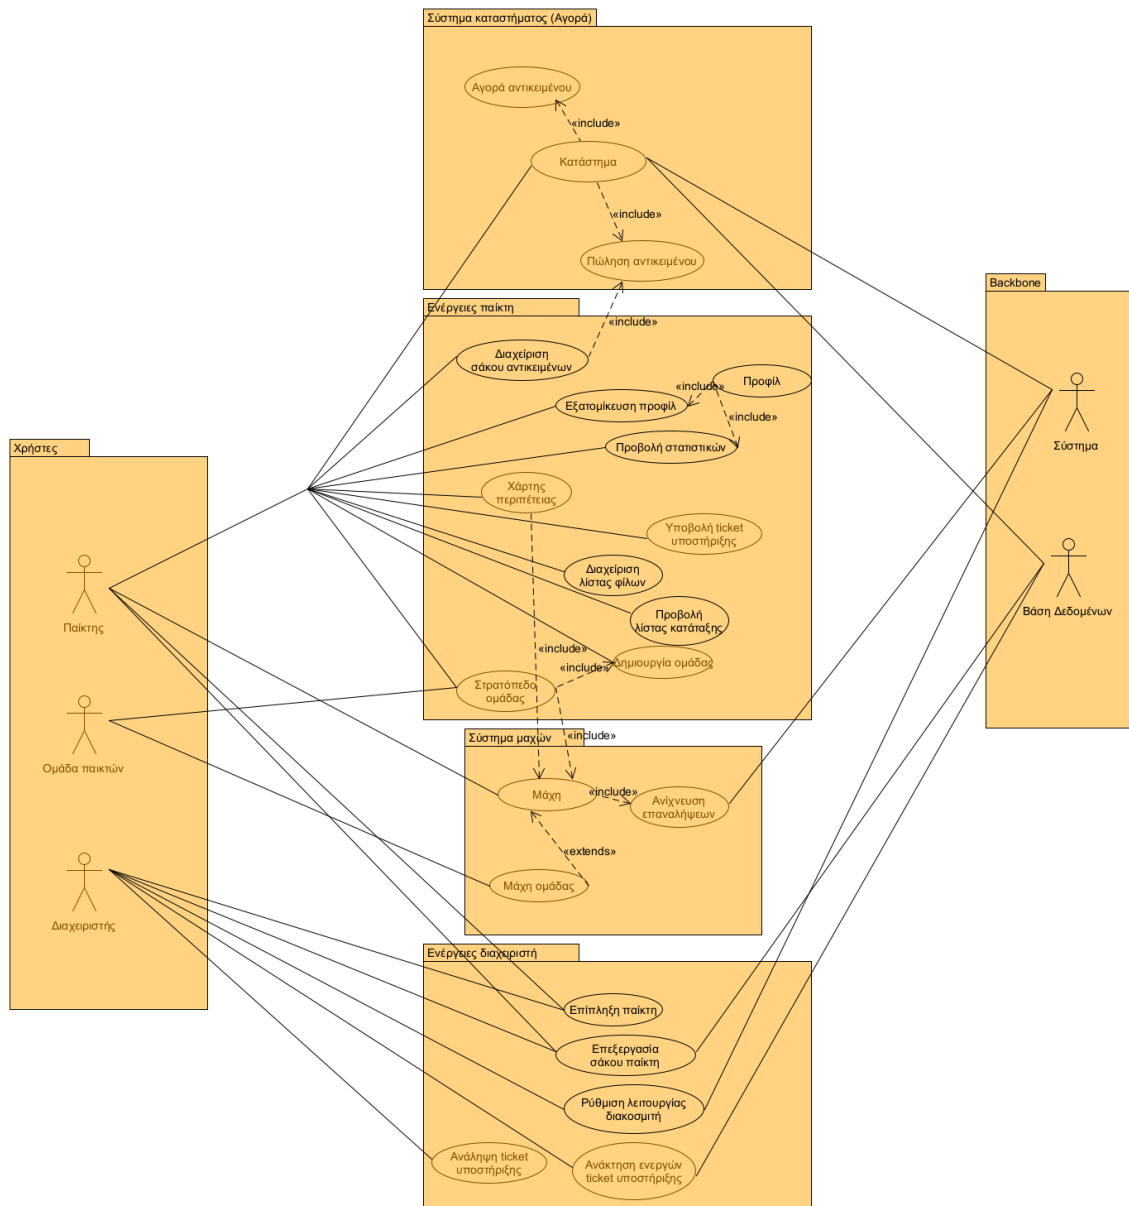 Σύστημα καταστήματος (Αγορά)
Αγορά αντικειμένου
«include»
Κατάστημα
«include»
Πώληση αντικειμένου
Backbone
Ενέργειες παίκτη
«include»
Διαχείριση
σάκου αντικειμένων
Προφίλ
«include»
Εξατομίκευση προφίλ
«include»
Προβολή στατιστικών
Σύστημα
Χρήστες
Χάρτης
περιπέτειας
Υποβολή ticket
υποστήριξης
Διαχείριση
λίστας φίλων
Προβολή
λίστας κατάταξης
Βάση Δεδομένων
Παίκτης
«include»
Δημιουργία ομάδας
«include»
Στρατόπεδο
ομάδας
Σύστημα μαχών
«include»
Ομάδα παικτών
Μάχη
«include»
Ανίχνευση
επαναλήψεων
«extends»
Μάχη ομάδας
Διαχειριστής
Ενέργειες διαχειριστή
Επίπληξη παίκτη
Επεξεργασία
σάκου παίκτη
Ρύθμιση λειτουργίας
διακοσμιτή
Ανάληψη ticket
υποστήριξης
Ανάκτηση ενεργών
ticket υποστήριξης